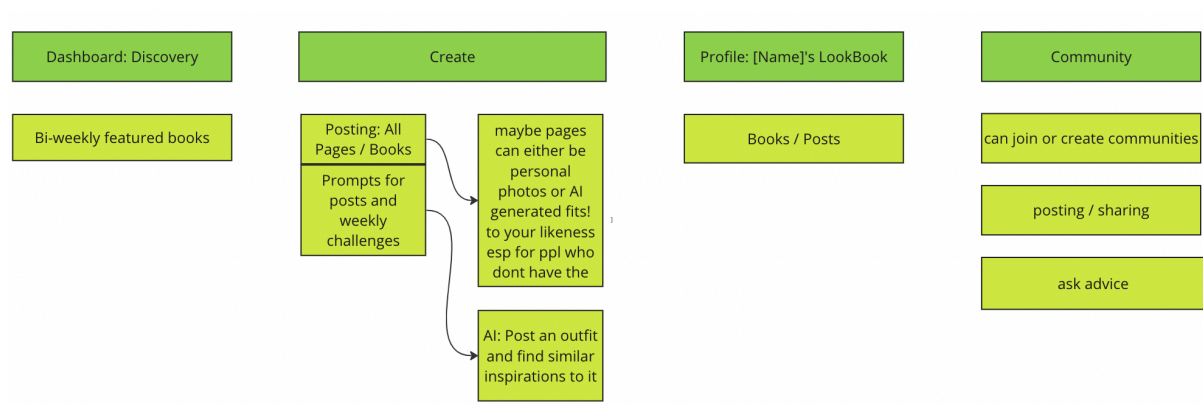 Dashboard: Discovery
Create
Profile: [Name]'s LookBook
Community
Bi-weekly featured books
Posting: All
Pages / Books
Prompts for
posts and
weekly
challenges
maybe pages
can either be
personal
photos or AI
generated fits!
to your likeness
esp for ppl who
dont have the
AI: Post an outfit
and find similar
inspirations to it
Books / Posts
can join or create communities
posting / sharing
ask advice